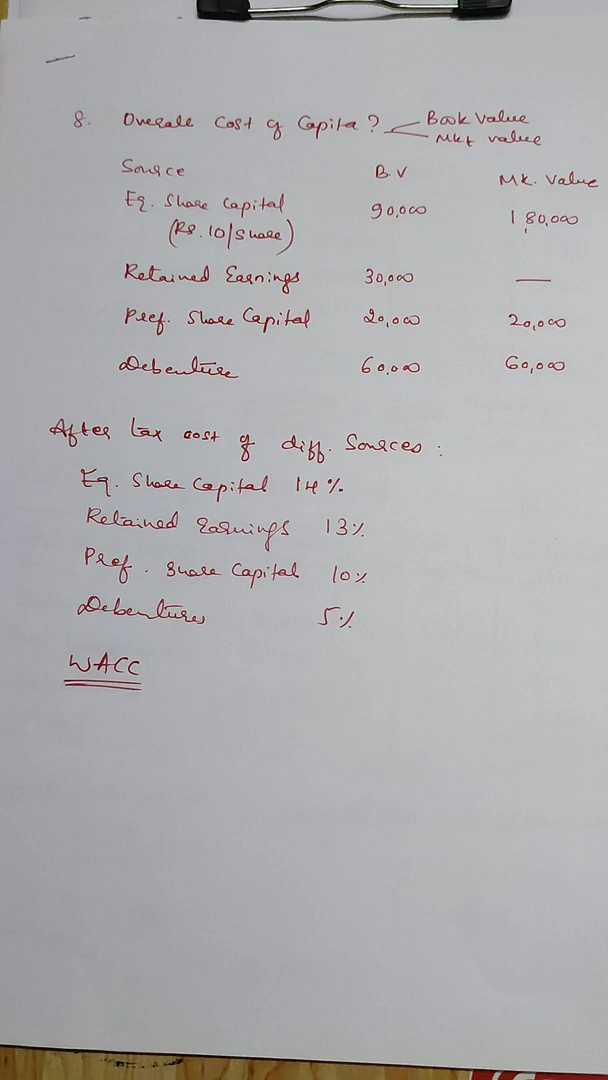 8. Overall Cost of Capita? Book Value
Mkt value
Source B.V Mk. Value
Eq. Share Capital 90,000 1,80,000
(Rs. 10/Share)
Retained Earnings 30,000 —
Pref. Share Capital 20,000 20,000
Debenture 60,000 60,000
After tax cost of diff. Sources :
Eq. Share Capital 14%
Retained Earnings 13%
Pref. Share Capital 10%
Debentures 5%
WACC